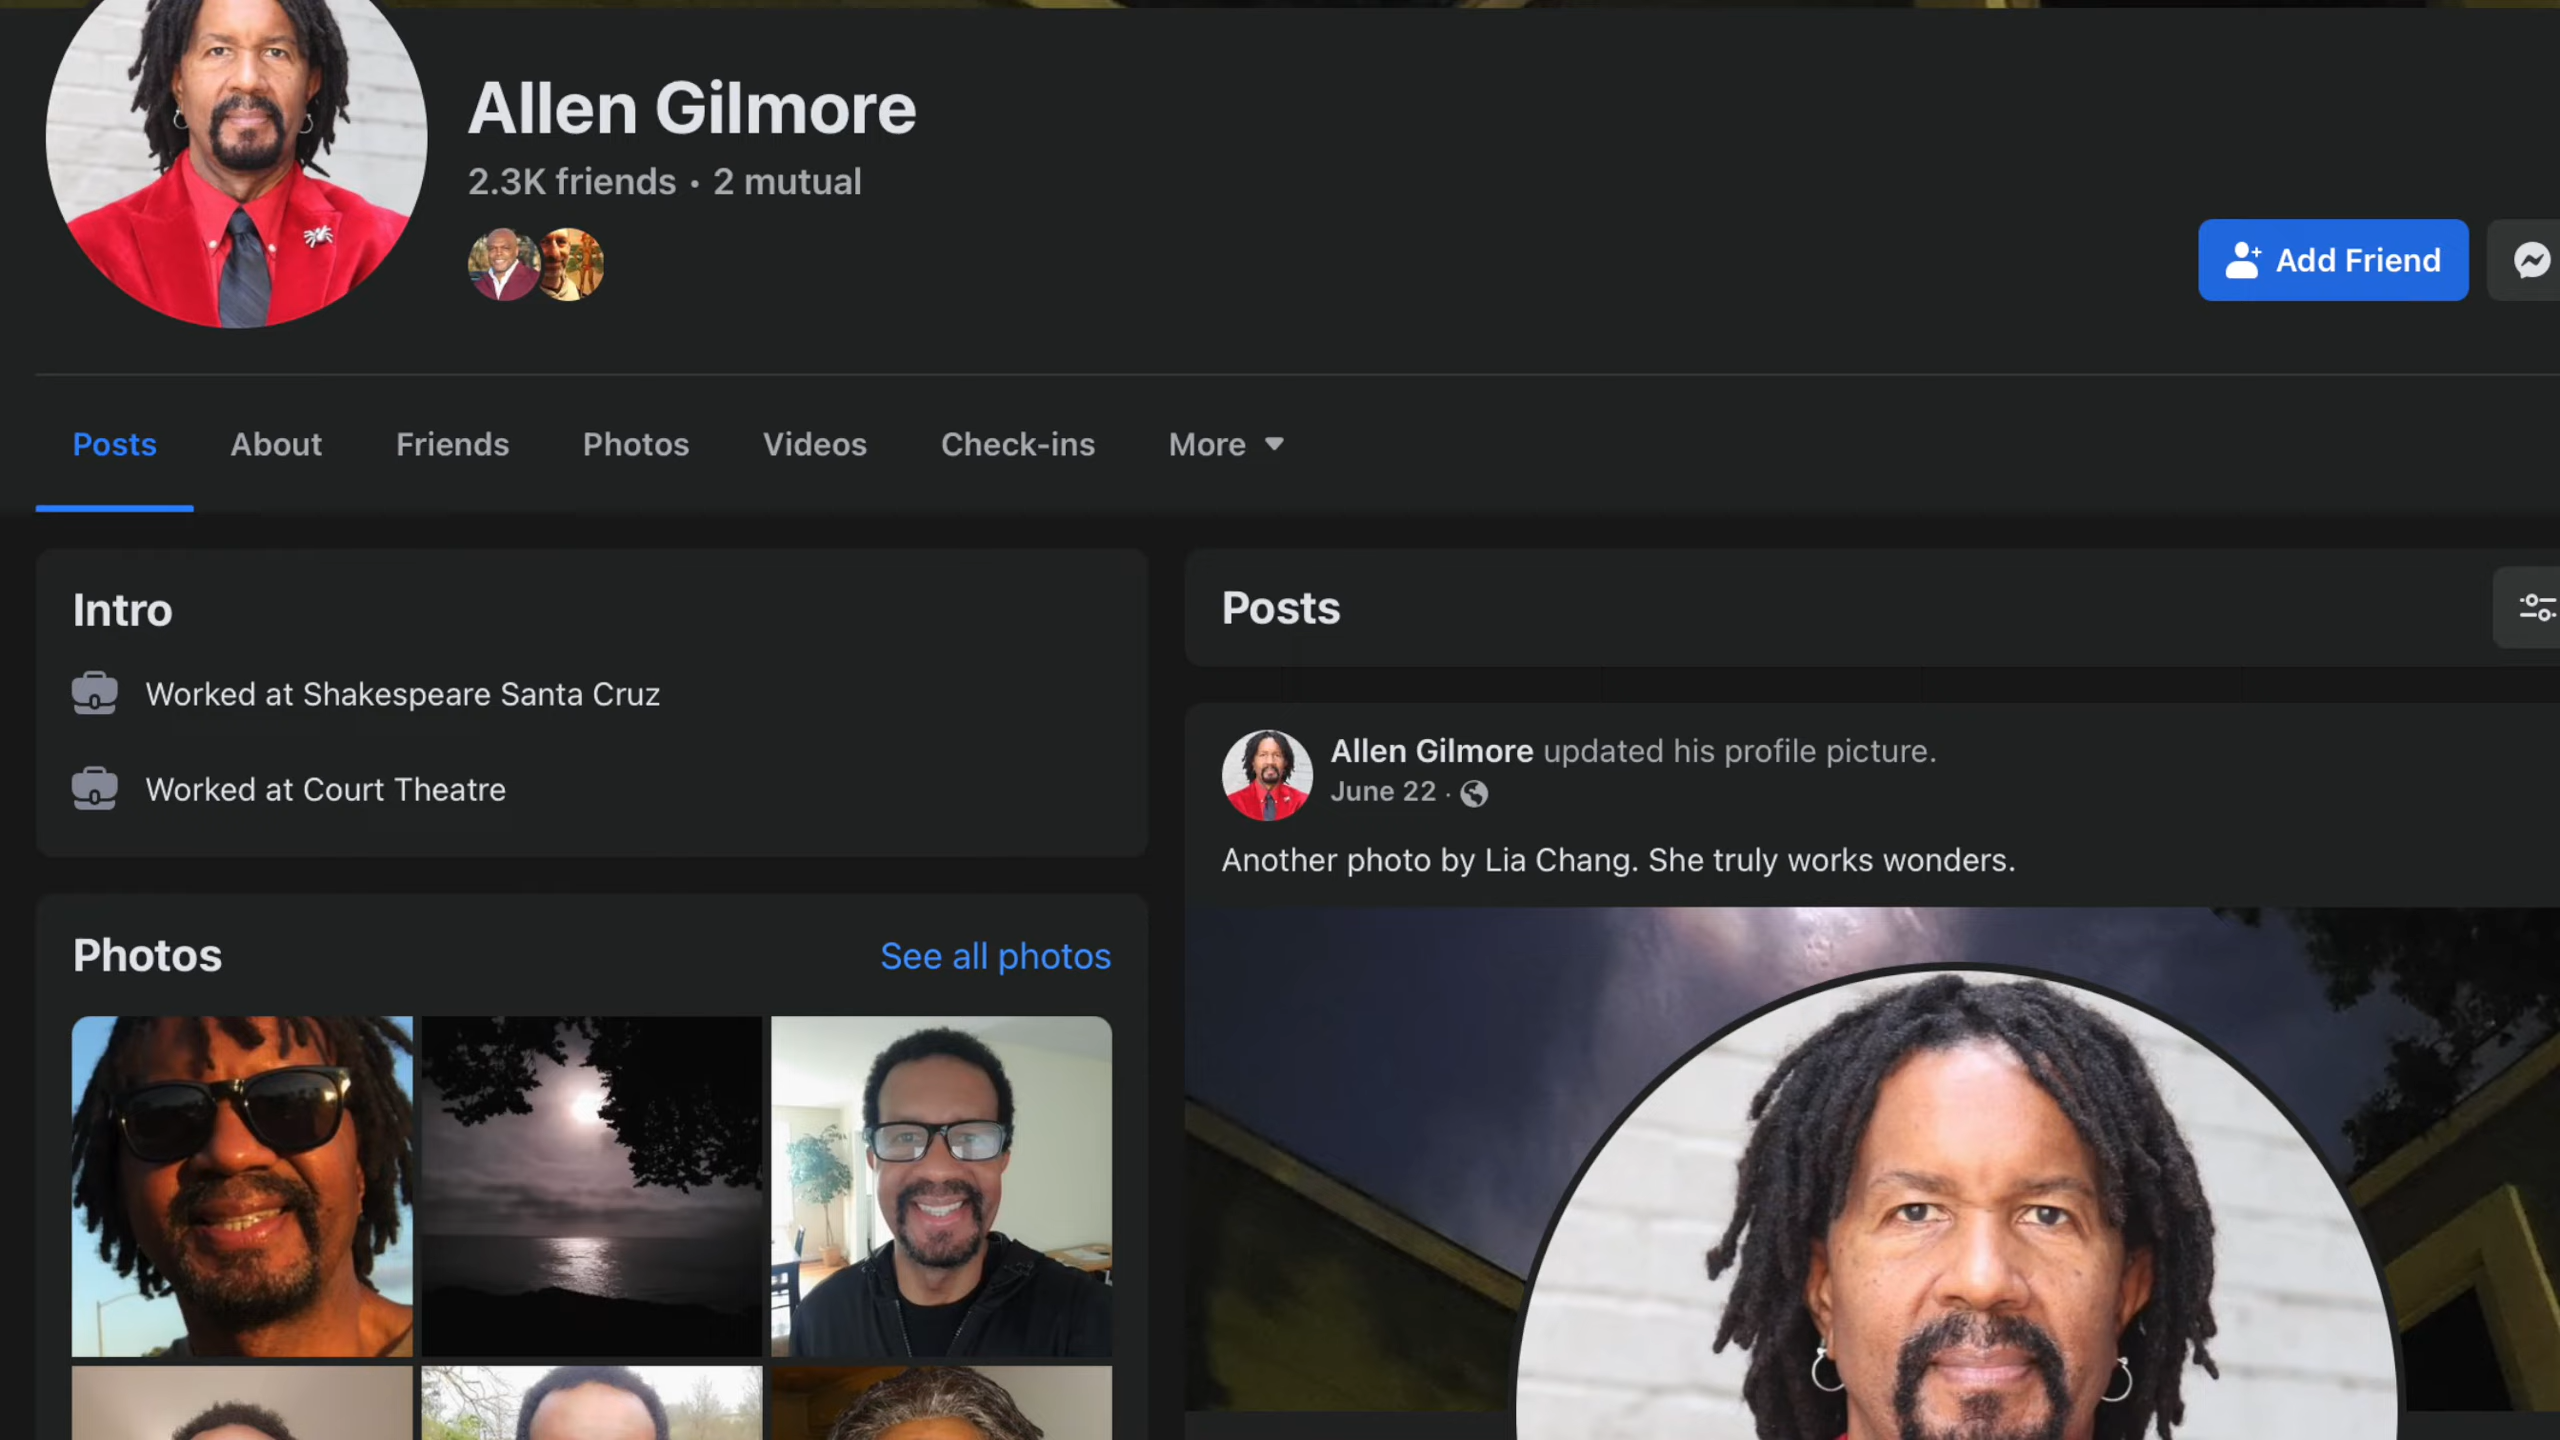 Allen Gilmore
2.3K friends • 2 mutual
Add Friend
Posts
About
Friends
Photos
Videos
Check-ins
More
Intro
Worked at Shakespeare Santa Cruz
Worked at Court Theatre
Photos
See all photos
Posts
Allen Gilmore updated his profile picture.
June 22 ·
Another photo by Lia Chang. She truly works wonders.